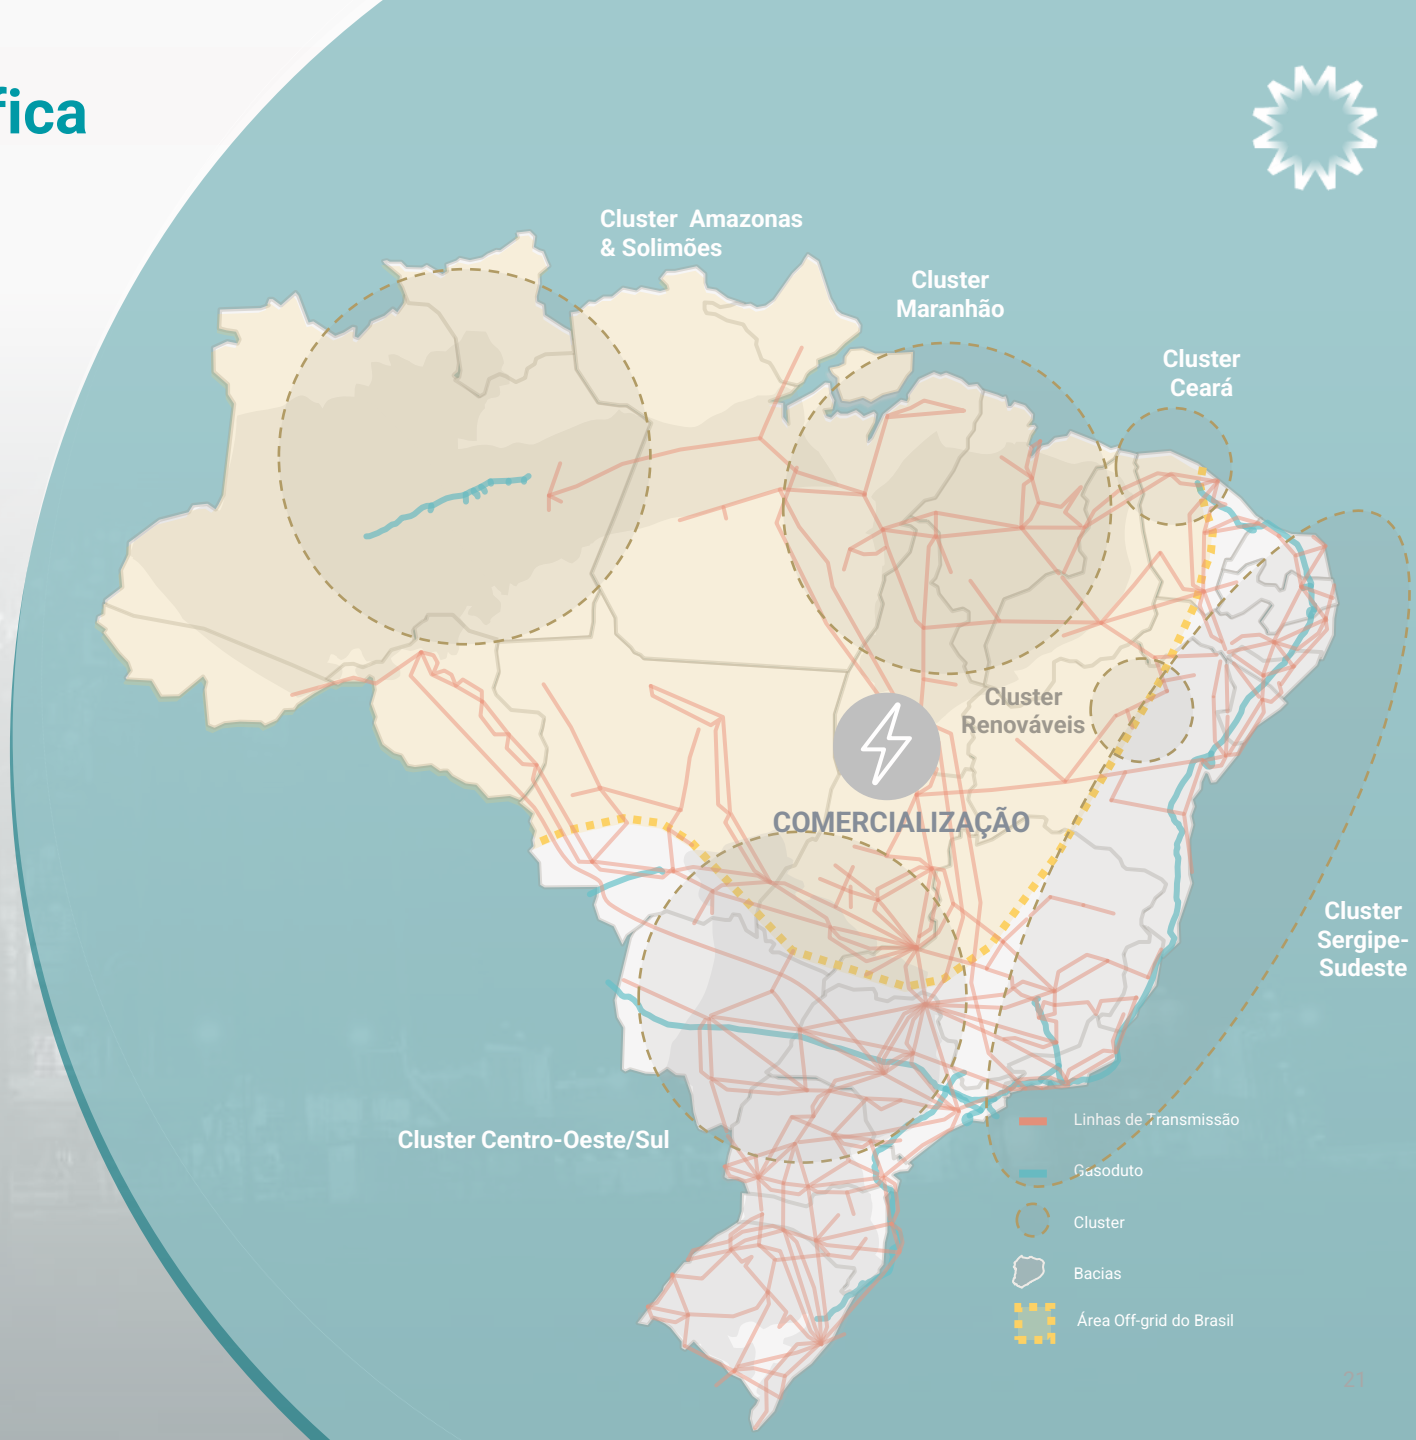 fica
Cluster Amazonas
& Solimões
Cluster
Maranhão
Cluster
Ceará
Cluster
Renováveis
COMERCIALIZAÇÃO
Cluster
Sergipe-
Sudeste
Cluster Centro-Oeste/Sul
Linhas de Transmissão
Gasoduto
Cluster
Bacias
Área Off-grid do Brasil
21